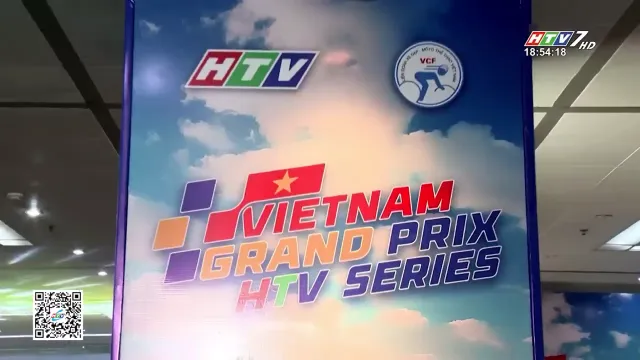 HTV7 HD
18:54:18
HTV
VCF
VIETNAM
GRAND PRIX
HTV SERIES